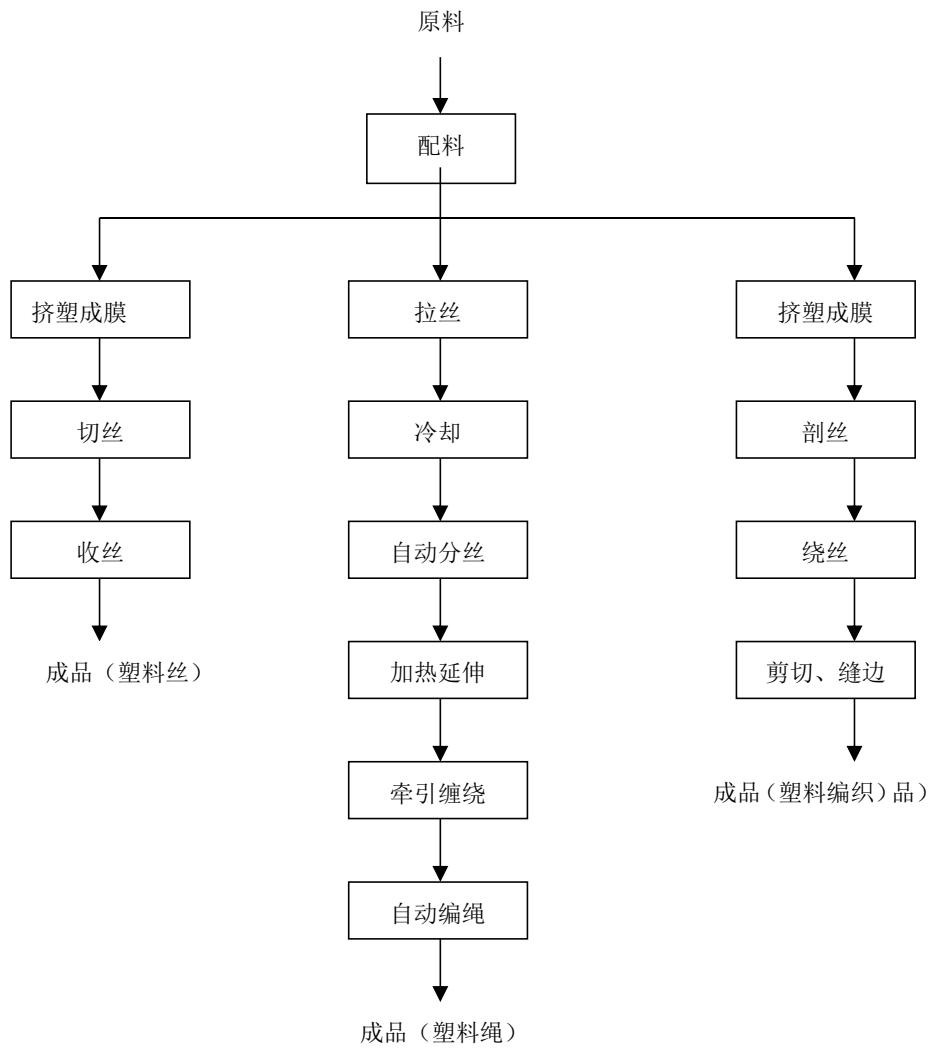 原料
配料
挤塑成膜
拉丝
挤塑成膜
切丝
冷却
剖丝
收丝
自动分丝
绕丝
成品（塑料丝）
加热延伸
剪切、缝边
牵引缠绕
成品（塑料编织）品）
自动编绳
成品（塑料绳）